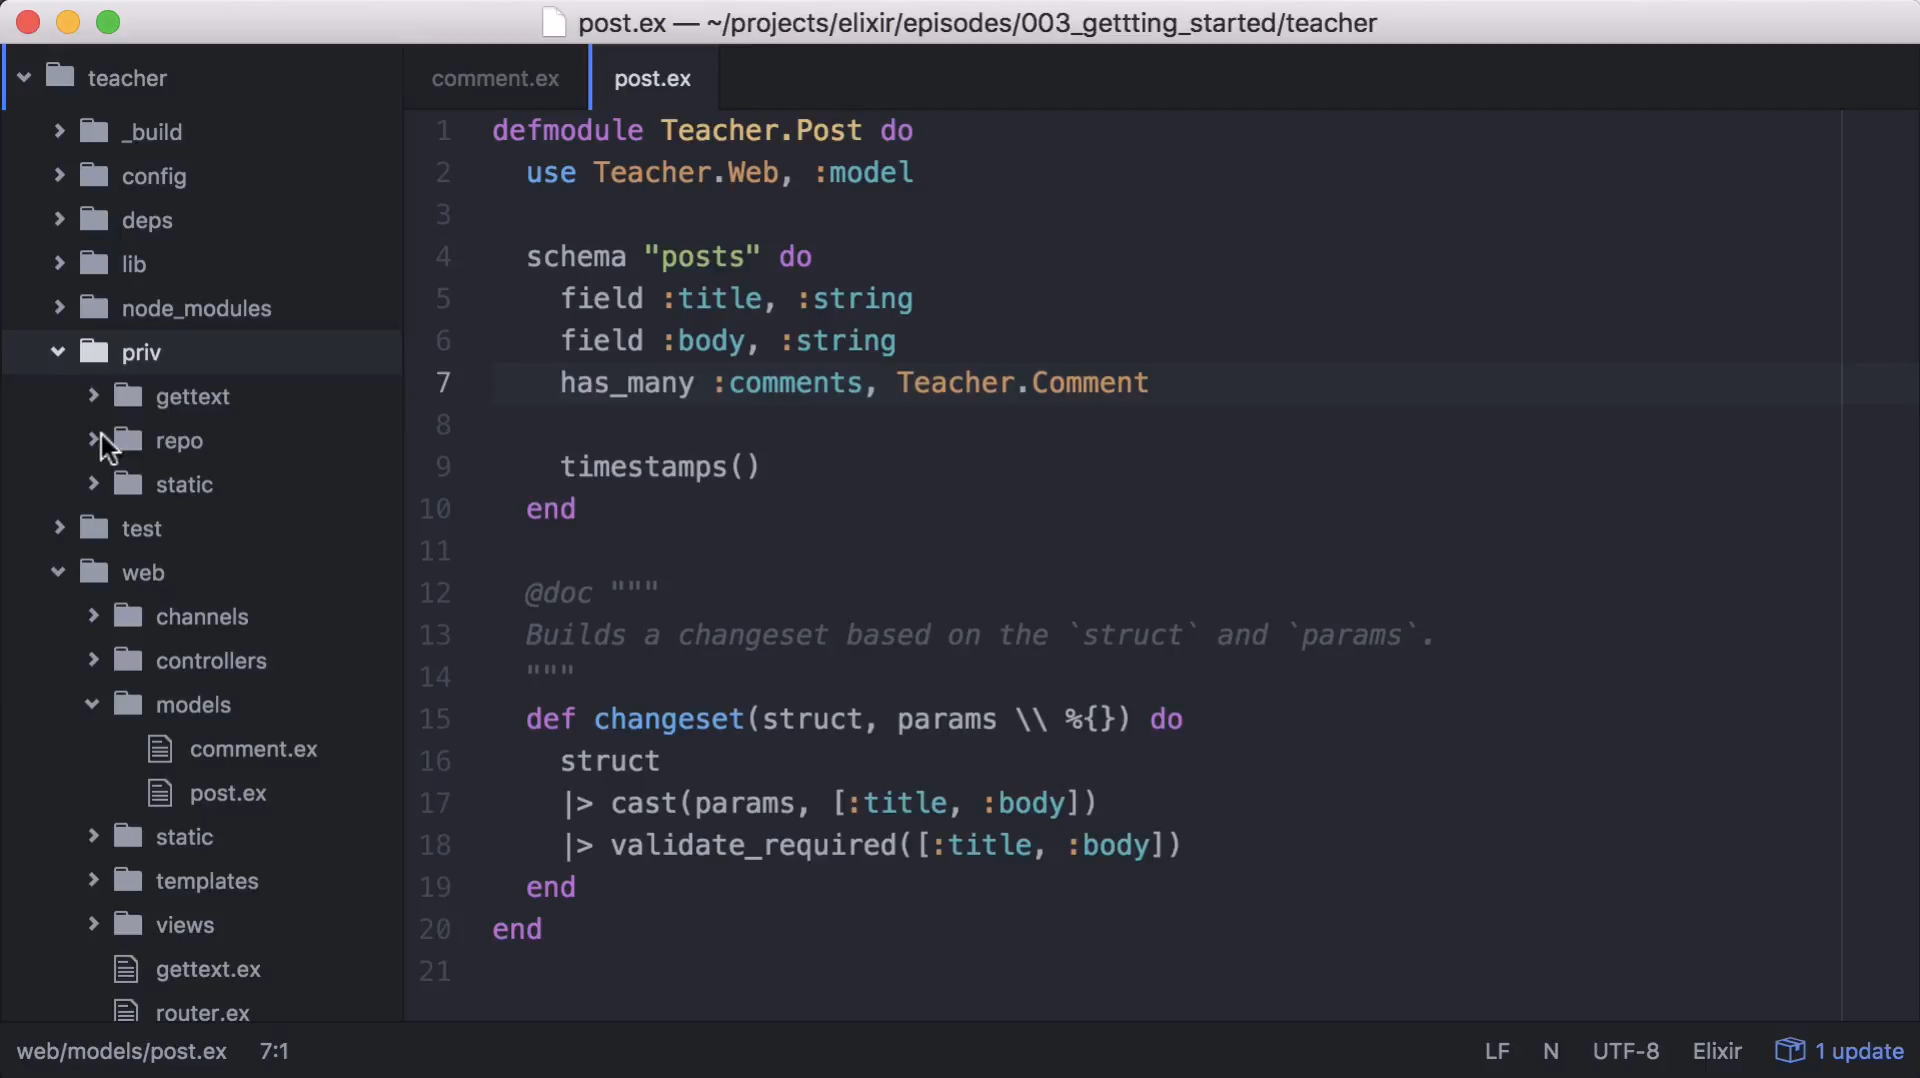 post.ex — ~/projects/elixir/episodes/003_gettting_started/teacher
teacher
_build
config
deps
lib
node_modules
priv
gettext
repo
static
test
web
channels
controllers
models
comment.ex
post.ex
static
templates
views
gettext.ex
router.ex
comment.ex
post.ex
1 defmodule Teacher.Post do
2   use Teacher.Web, :model
3
4   schema "posts" do
5     field :title, :string
6     field :body, :string
7     has_many :comments, Teacher.Comment
8
9     timestamps()
10   end
11
12   @doc """
13   Builds a changeset based on the `struct` and `params`.
14   """
15   def changeset(struct, params \\ %{}) do
16     struct
17     |> cast(params, [:title, :body])
18     |> validate_required([:title, :body])
19   end
20 end
21
web/models/post.ex 7:1 LF N UTF-8 Elixir 1 update